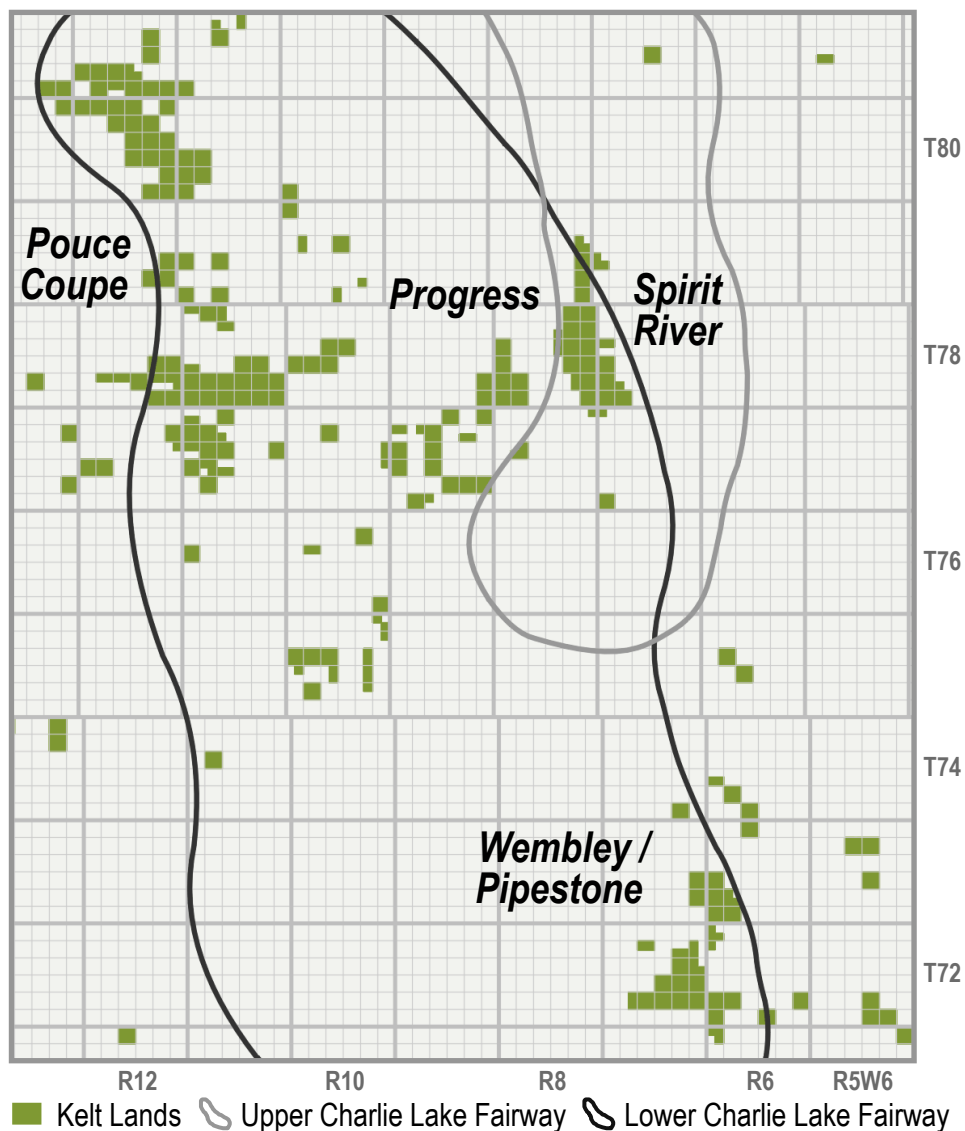 T80
Pouce
Coupe
Progress
Spirit
River
T78
T76
T74
Wembley /
Pipestone
T72
R12 R10 R8 R6 R5W6
Kelt Lands Upper Charlie Lake Fairway Lower Charlie Lake Fairway